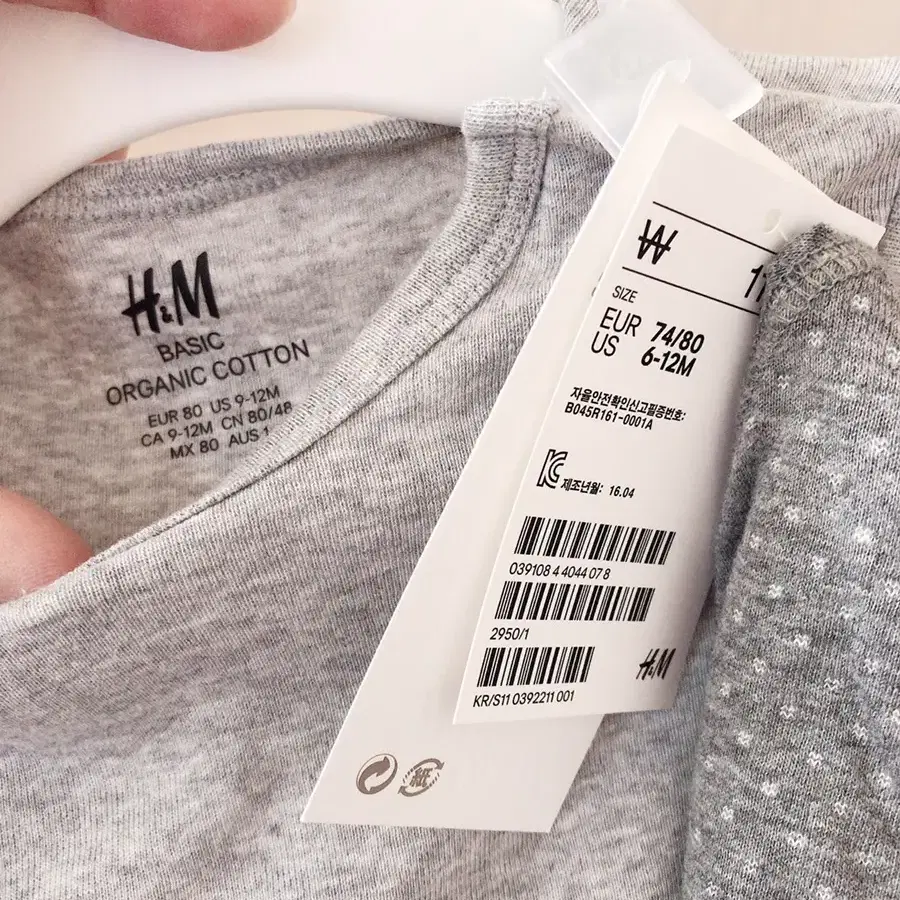 H&M
BASIC
ORGANIC COTTON
EUR 80 US 9-12M
CA 9-12M CN 80/48
MX 80 AUS 1
₩
SIZE
EUR 74/80
US 6-12M
자율안전확인신고필증번호:
B045R161-0001A
제조년월: 16.04
039108 4 4044 07 8
2950/1
KR/S11 0392211 001
H&M
紙